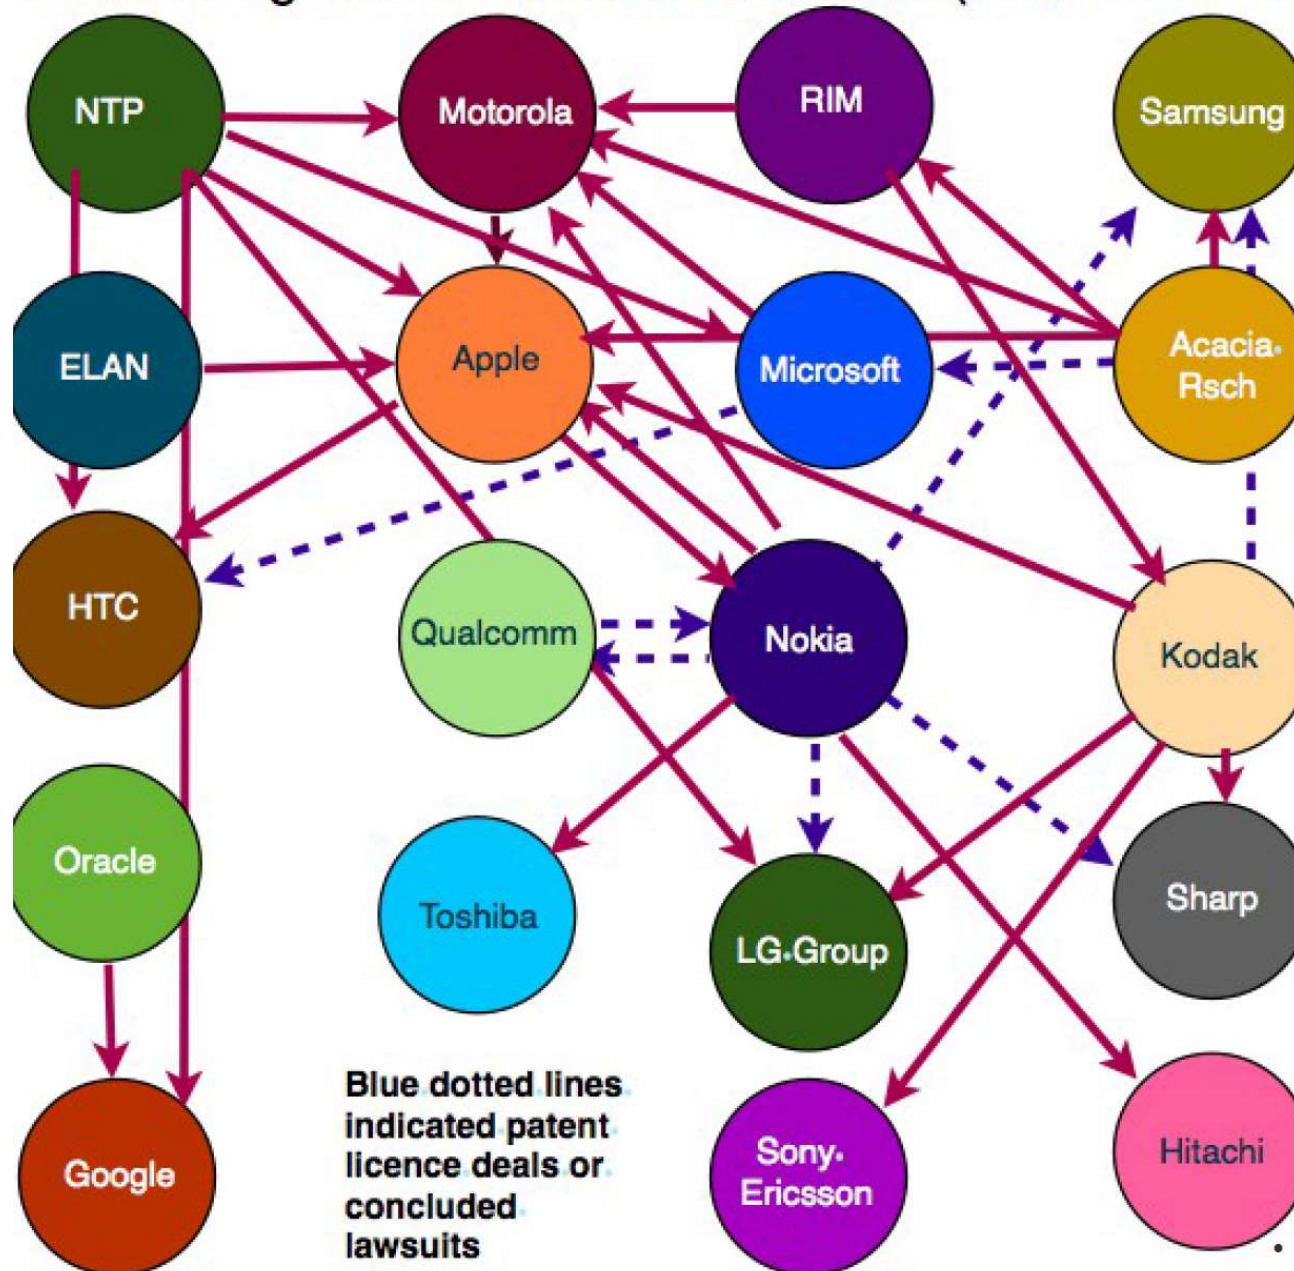 NTP
Motorola
RIM
Samsung
ELAN
Apple
Microsoft
Acacia
Rsch
HTC
Qualcomm
Nokia
Kodak
Oracle
Toshiba
LG Group
Sharp
Google
Blue dotted lines
indicated patent
licence deals or
concluded
lawsuits
Sony
Ericsson
Hitachi